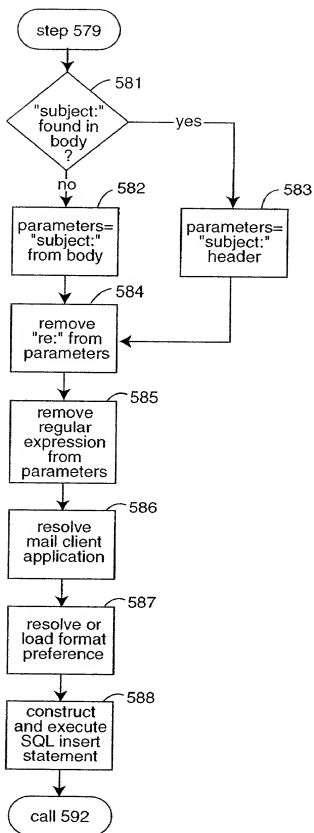 step 579
581
"subject:"
found in
body
?
yes
no
582
583
parameters=
"subject:"
from body
parameters=
"subject:"
header
584
remove
"re:" from
parameters
585
remove
regular
expression
from
parameters
586
resolve
mail client
application
587
resolve or
load format
preference
588
construct
and execute
SQL insert
statement
call 592